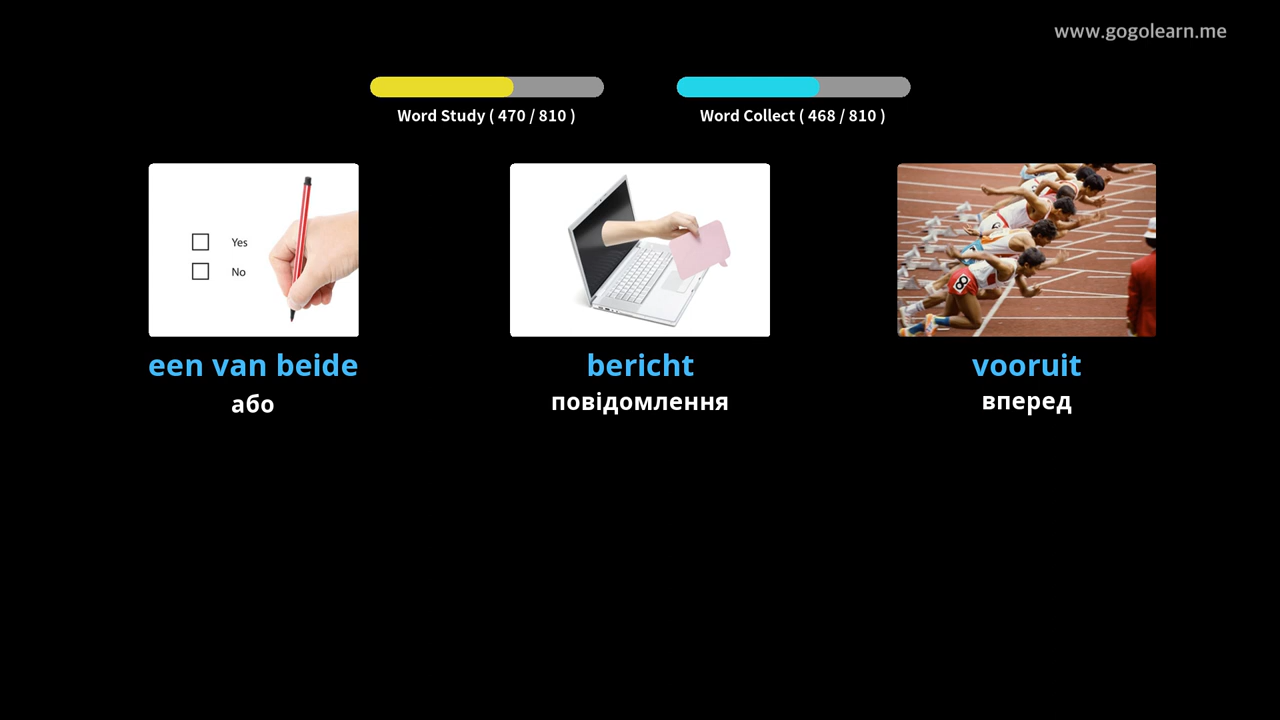 www.gogolearn.me
Word Study ( 470 / 810 )
Word Collect ( 468 / 810 )
Yes
No
8
een van beide
bericht
vooruit
або
повідомлення
вперед